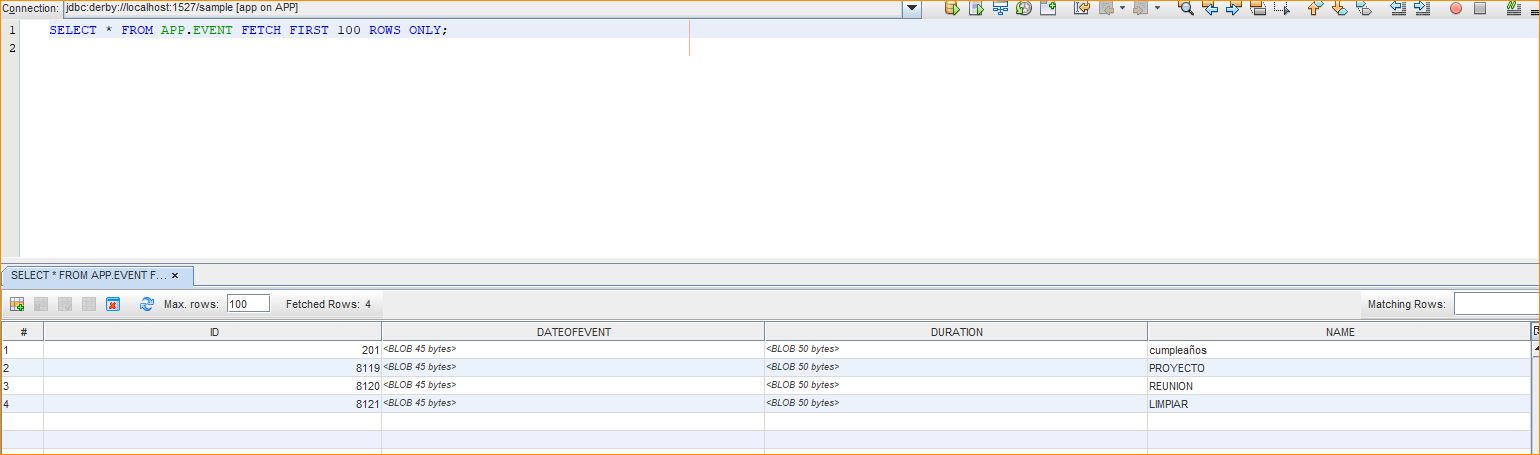 Connection: jdbc:derby://localhost:1527/sample [app on APP]
1 SELECT * FROM APP.EVENT FETCH FIRST 100 ROWS ONLY;
2
SELECT * FROM APP.EVENT F... x
Max. rows: 100 Fetched Rows: 4 Matching Rows:
# ID DATEOFEVENT DURATION NAME
1 201 <BLOB 45 bytes> <BLOB 50 bytes> cumpleaños
2 8119 <BLOB 45 bytes> <BLOB 50 bytes> PROYECTO
3 8120 <BLOB 45 bytes> <BLOB 50 bytes> REUNION
4 8121 <BLOB 45 bytes> <BLOB 50 bytes> LIMPIAR